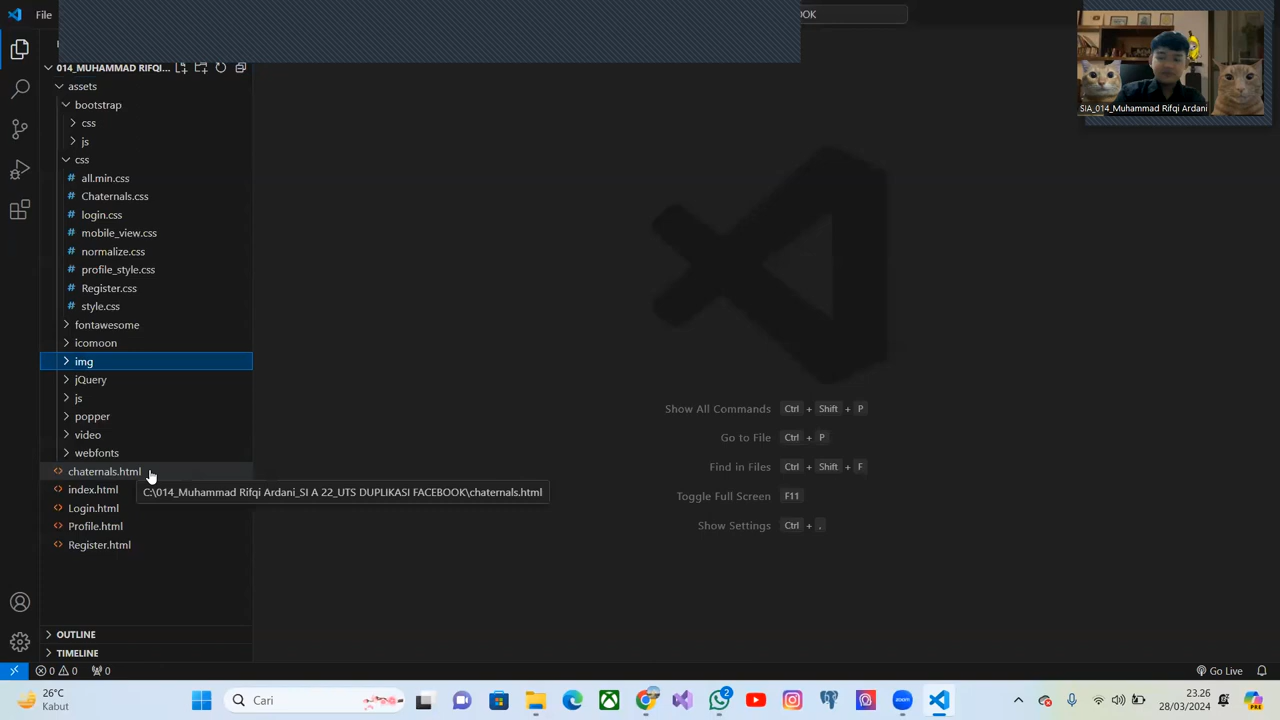 File
OOK
SIA_014_Muhammad Rifqi Ardani
014_MUHAMMAD RIFQI...
assets
bootstrap
css
js
css
all.min.css
Chaternals.css
login.css
mobile_view.css
normalize.css
profile_style.css
Register.css
style.css
fontawesome
icomoon
img
jQuery
js
popper
video
webfonts
chaternals.html
index.html
C:\014_Muhammad Rifqi Ardani_SI A 22_UTS DUPLIKASI FACEBOOK\chaternals.html
Login.html
Profile.html
Register.html
Show All Commands Ctrl + Shift + P
Go to File Ctrl + P
Find in Files Ctrl + Shift + F
Toggle Full Screen F11
Show Settings Ctrl + ,
OUTLINE
TIMELINE
0 0 0
Go Live
26°C
Kabut
Cari
zoom
2
23.26
28/03/2024
PRE